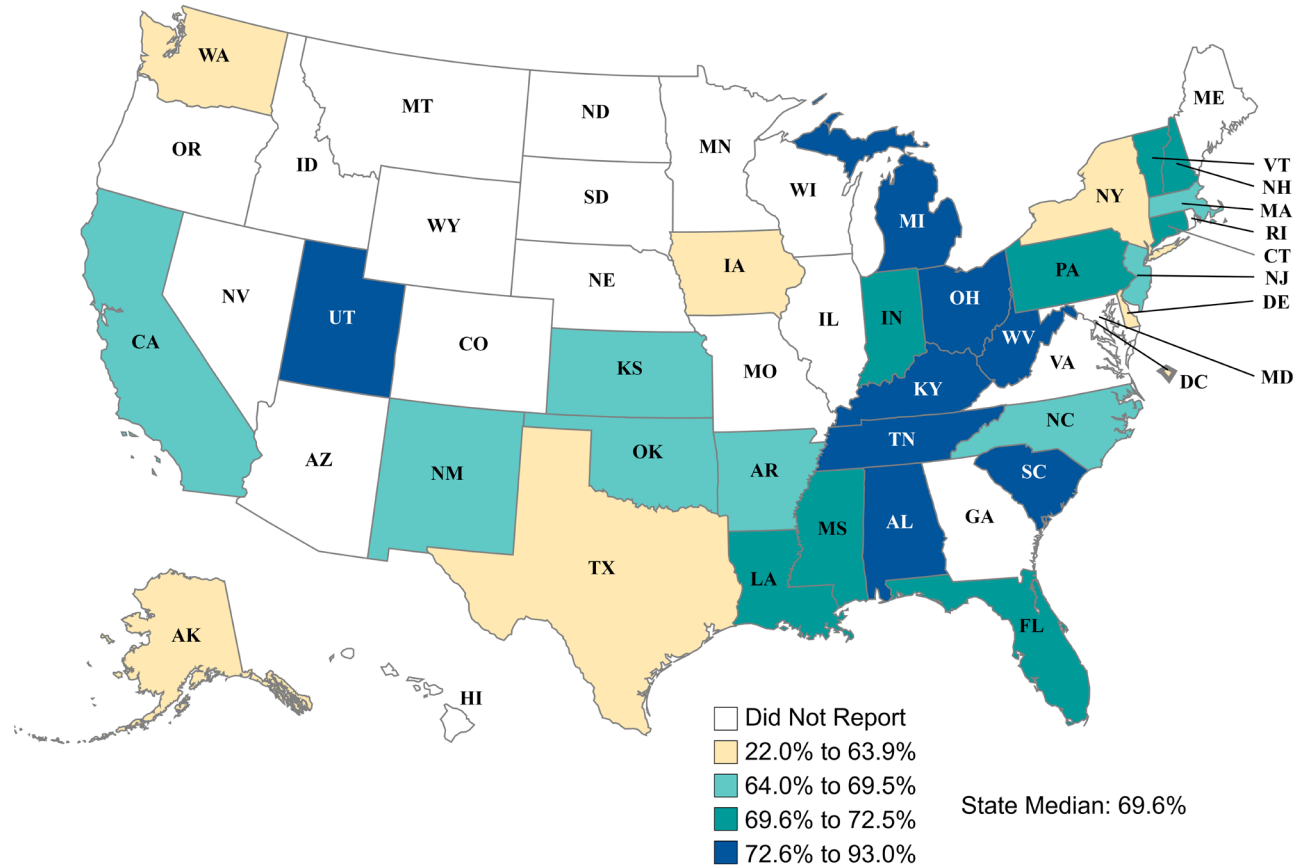 WA
MT
ND
MN
ME
OR
ID
SD
WI
VT
NH
NY
MA
WY
MI
RI
CT
IA
PA
NJ
NE
NV
OH
DE
UT
IL
IN
CA
CO
WV
VA
KS
MO
MD
DC
KY
NC
AZ
TN
NM
OK
AR
SC
MS
AL
GA
TX
LA
FL
AK
HI
Did Not Report
22.0% to 63.9%
64.0% to 69.5%
State Median: 69.6%
69.6% to 72.5%
72.6% to 93.0%